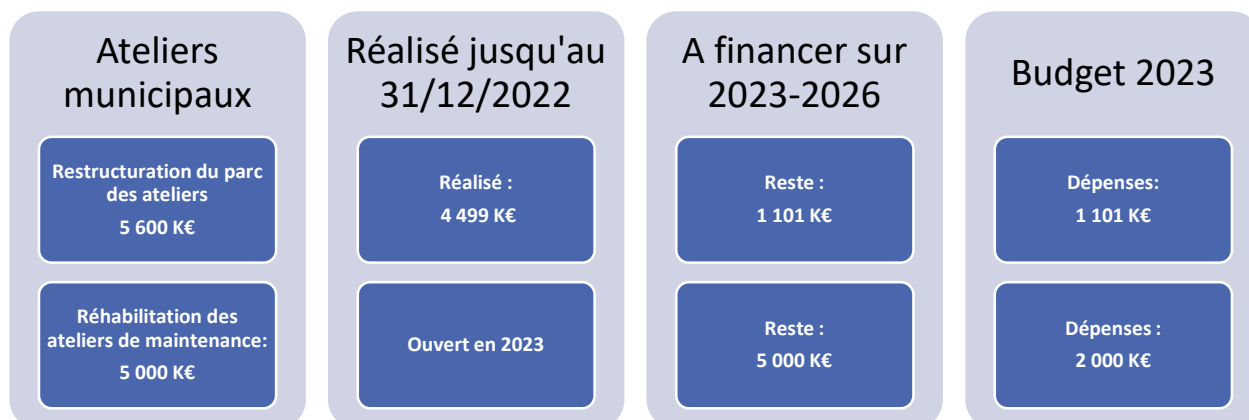 Ateliers
municipaux
Restructuration du parc
des ateliers
5 600 K€
Réhabilitation des
ateliers de maintenance:
5 000 K€
Réalisé jusqu'au
31/12/2022
Réalisé :
4 499 K€
Ouvert en 2023
A financer sur
2023-2026
Reste :
1 101 K€
Reste :
5 000 K€
Budget 2023
Dépenses:
1 101 K€
Dépenses :
2 000 K€